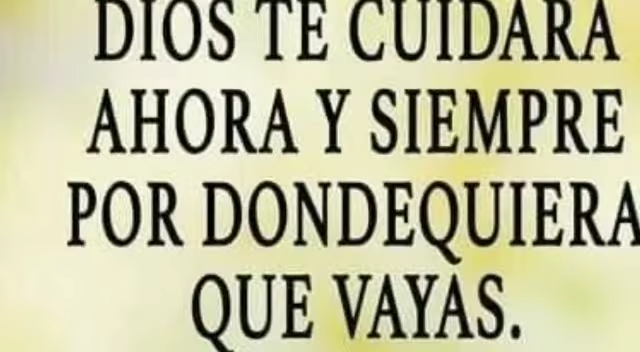 DIOS TE CUIDARA
AHORA Y SIEMPRE
POR DONDEQUIERA
QUE VAYAS.